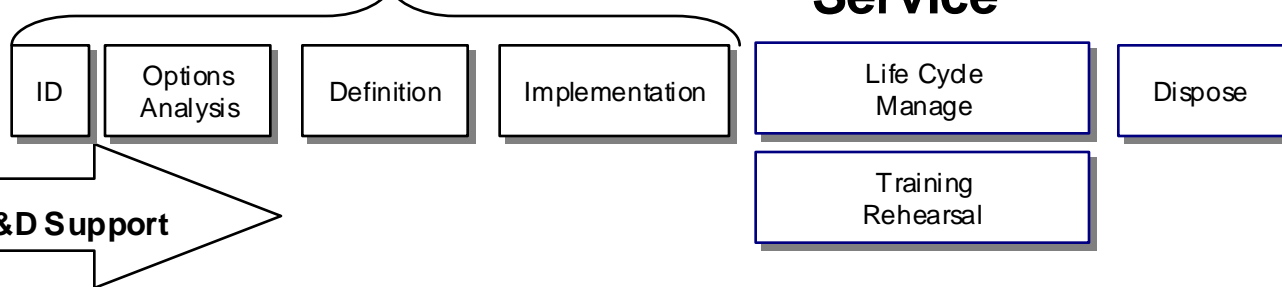 Service
ID
Options
Analysis
Definition
Implementation
Life Cycle
Manage
Dispose
Training
Rehearsal
&D Support